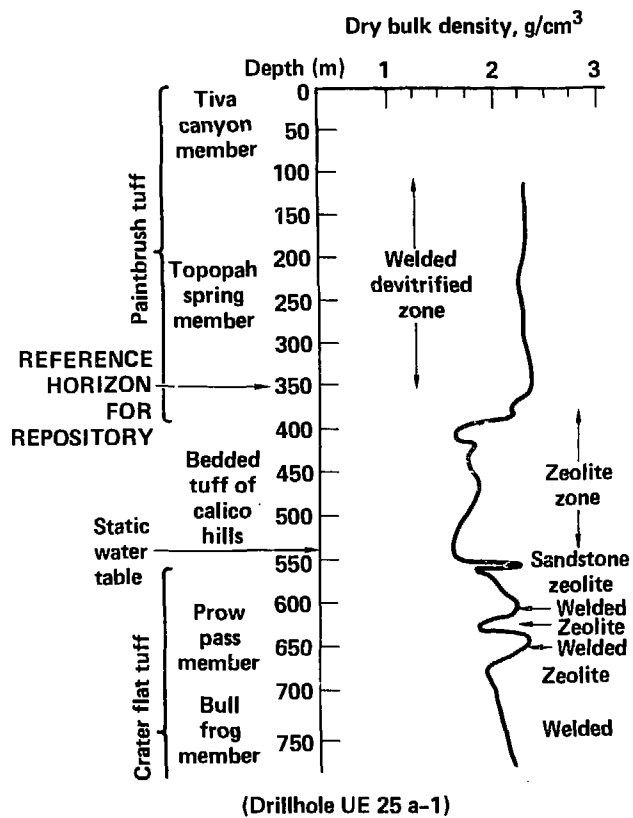 Dry bulk density, g/cm³
Depth (m)
1
2
3
0
50
100
150
200
250
300
350
400
450
500
550
600
650
700
750
Paintbrush tuff
Tiva
canyon
member
Topopah
spring
member
REFERENCE
HORIZON
FOR
REPOSITORY
Bedded
tuff of
calico
hills
Static
water
table
Crater flat tuff
Prow
pass
member
Bull
frog
member
Welded
devitrified
zone
Zeolite
zone
Sandstone
zeolite
Welded
Zeolite
Welded
Zeolite
Welded
(Drillhole UE 25 a–1)